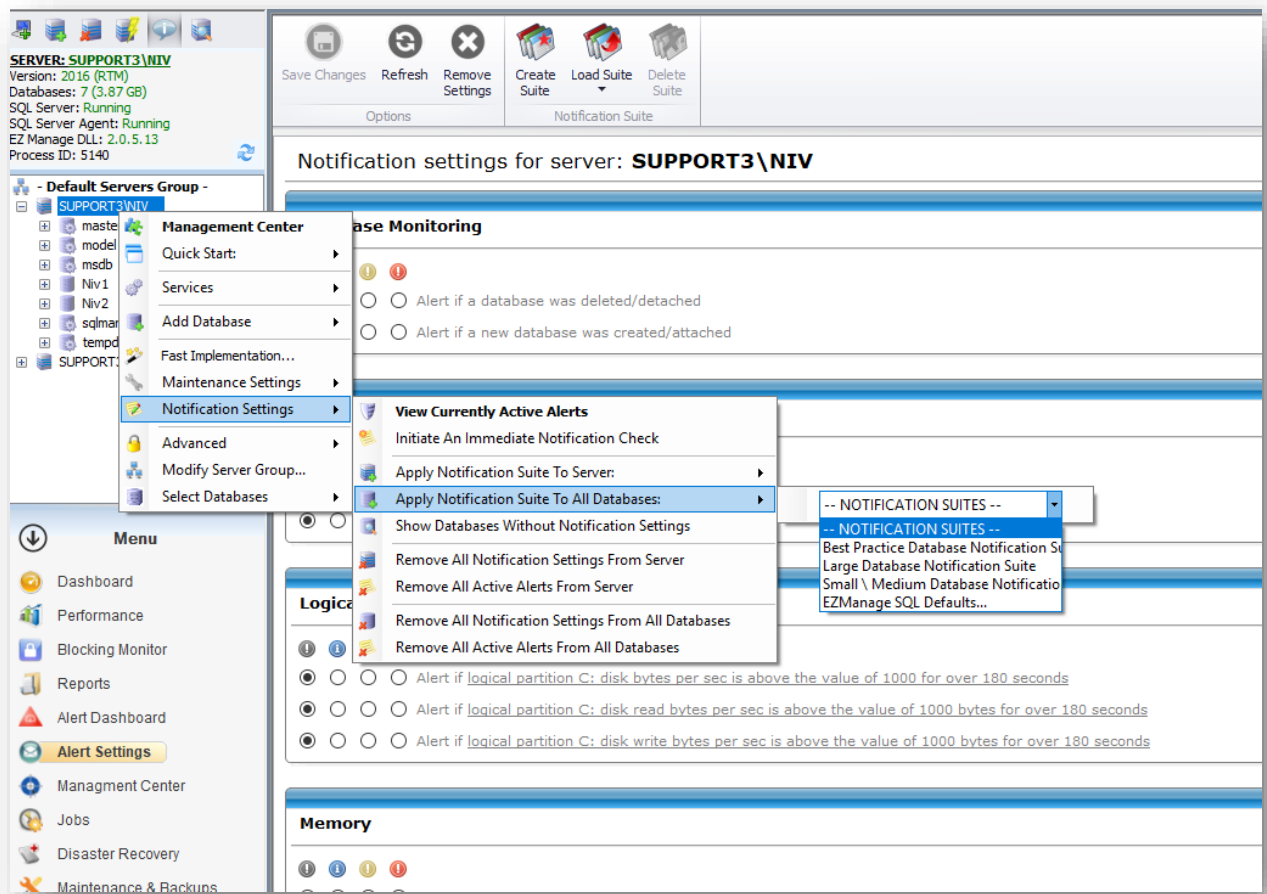 SERVER: SUPPORT3\NIV
Version: 2016 (RTM)
Databases: 7 (3.87 GB)
SQL Server: Running
SQL Server Agent: Running
EZ Manage DLL: 2.0.5.13
Process ID: 5140
- Default Servers Group -
SUPPORT3\NIV
maste
model
msdb
Niv1
Niv2
sqlmar
tempd
SUPPORT3
Management Center
Quick Start:
Services
Add Database
Fast Implementation...
Maintenance Settings
Notification Settings
Advanced
Modify Server Group...
Select Databases
View Currently Active Alerts
Initiate An Immediate Notification Check
Apply Notification Suite To Server:
Apply Notification Suite To All Databases:
Show Databases Without Notification Settings
Remove All Notification Settings From Server
Remove All Active Alerts From Server
Remove All Notification Settings From All Databases
Remove All Active Alerts From All Databases
-- NOTIFICATION SUITES --
-- NOTIFICATION SUITES --
Best Practice Database Notification Su
Large Database Notification Suite
Small \ Medium Database Notificatio
EZManage SQL Defaults...
Menu
Dashboard
Performance
Blocking Monitor
Reports
Alert Dashboard
Alert Settings
Managment Center
Jobs
Disaster Recovery
Maintenance & Backups
Save Changes
Refresh
Remove Settings
Options
Create Suite
Load Suite
Delete Suite
Notification Suite
Notification settings for server: SUPPORT3\NIV
ase Monitoring
Alert if a database was deleted/detached
Alert if a new database was created/attached
Logica
Alert if logical partition C: disk bytes per sec is above the value of 1000 for over 180 seconds
Alert if logical partition C: disk read bytes per sec is above the value of 1000 bytes for over 180 seconds
Alert if logical partition C: disk write bytes per sec is above the value of 1000 bytes for over 180 seconds
Memory